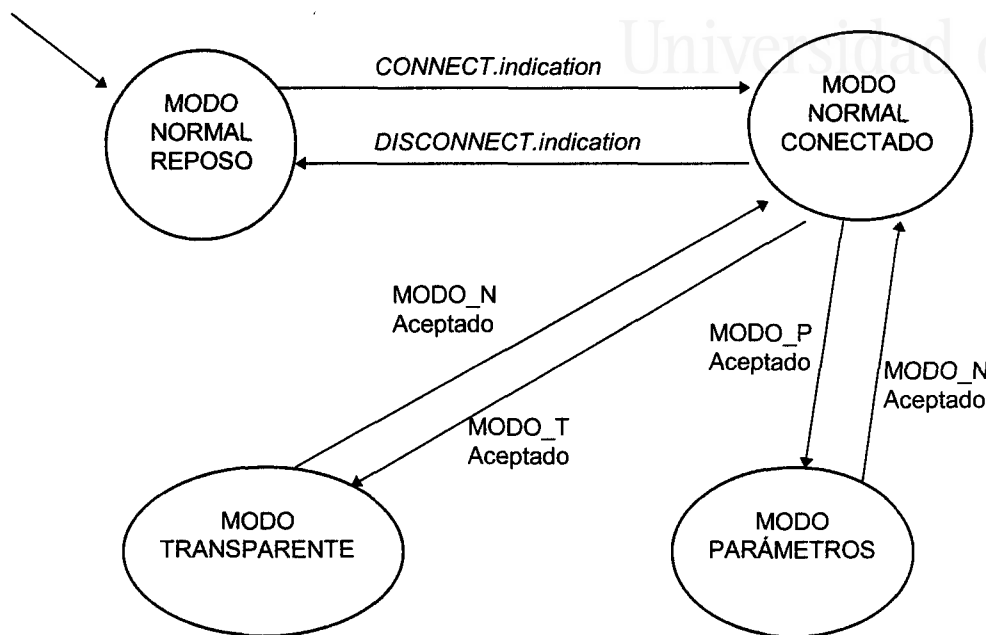 Universidad
CONNECT.indication
MODO
NORMAL
REPOSO
MODO
NORMAL
CONECTADO
DISCONNECT.indication
MODO_N
Aceptado
MODO_P
Aceptado
MODO_N
Aceptado
MODO_T
Aceptado
MODO
TRANSPARENTE
MODO
PARÁMETROS